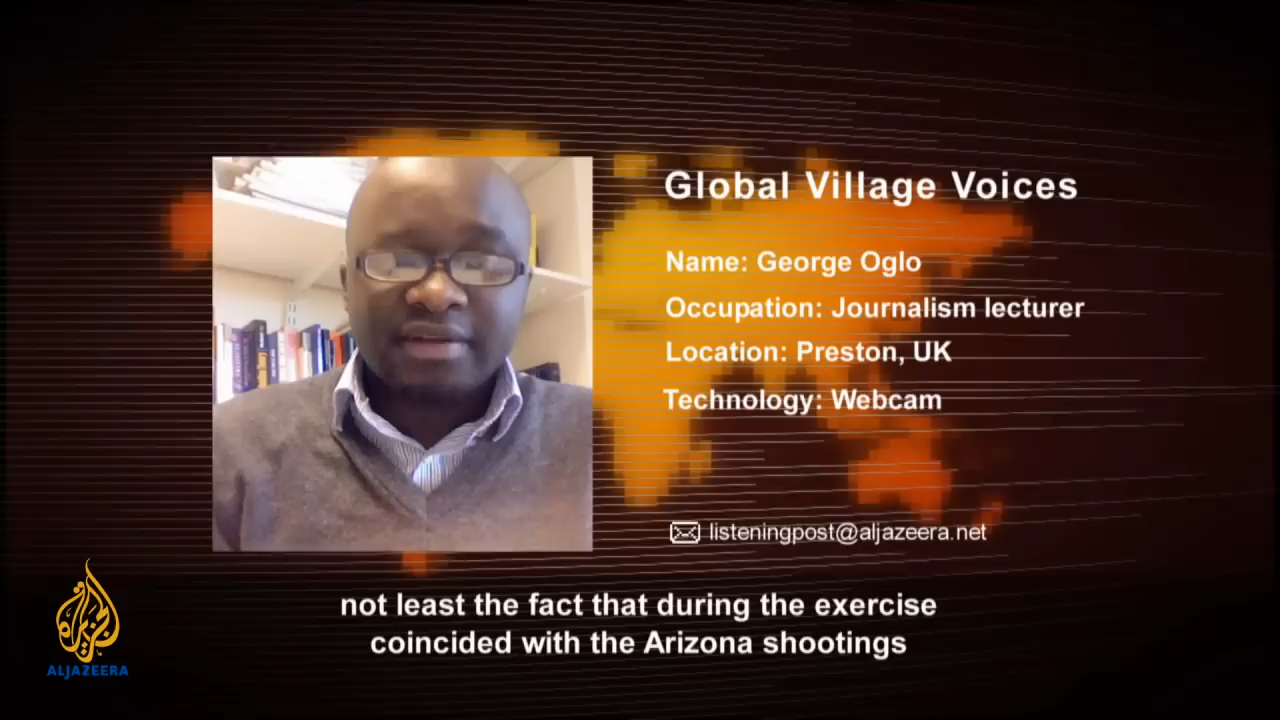 Global Village Voices
Name: George Oglo
Occupation: Journalism lecturer
Location: Preston, UK
Technology: Webcam
listeningpost@aljazeera.net
not least the fact that during the exercise
coincided with the Arizona shootings
الجزيرة
ALJAZEERA